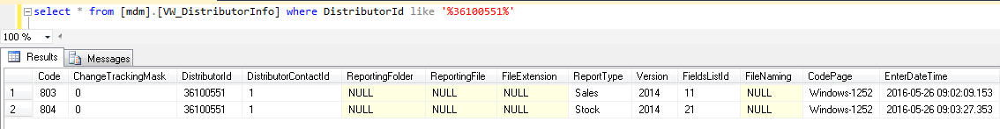 select * from [mdm].[VW_DistributorInfo] where DistributorId like '%36100551%'
100 %
Results Messages
Code ChangeTrackingMask DistributorId DistributorContactId ReportingFolder ReportingFile FileExtension ReportType Version FieldsListId FileNaming CodePage EnterDateTime
1 803 0 36100551 1 NULL NULL NULL Sales 2014 11 NULL Windows-1252 2016-05-26 09:02:09.153
2 804 0 36100551 1 NULL NULL NULL Stock 2014 21 NULL Windows-1252 2016-05-26 09:03:27.353